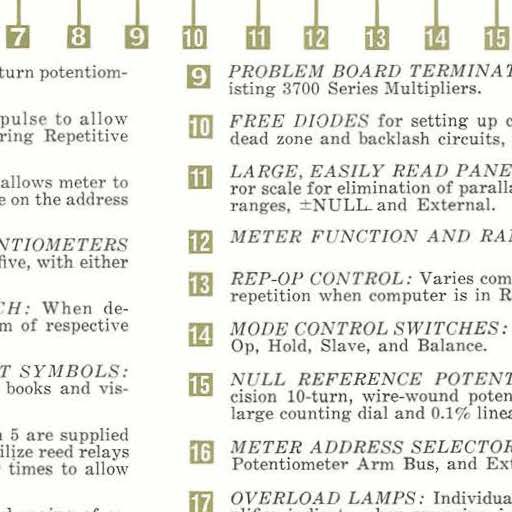 7 8 9 10 11 12 13 14 15
turn potentiom-
pulse to allow
ring Repetitive
allows meter to
e on the address
NTIOMETERS
five, with either
CH: When de-
m of respective
T SYMBOLS:
books and vis-
5 are supplied
ilize reed relays
times to allow
9 PROBLEM BOARD TERMINAT
isting 3700 Series Multipliers.
10 FREE DIODES for setting up c
dead zone and backlash circuits,
11 LARGE, EASILY READ PANE
ror scale for elimination of paralla
ranges, ±NULL and External.
12 METER FUNCTION AND RA
13 REP-OP CONTROL: Varies com
repetition when computer is in R
14 MODE CONTROL SWITCHES:
Op, Hold, Slave, and Balance.
15 NULL REFERENCE POTENT
cision 10-turn, wire-wound poten
large counting dial and 0.1% linea
16 METER ADDRESS SELECTOR
Potentiometer Arm Bus, and Ext
17 OVERLOAD LAMPS: Individua